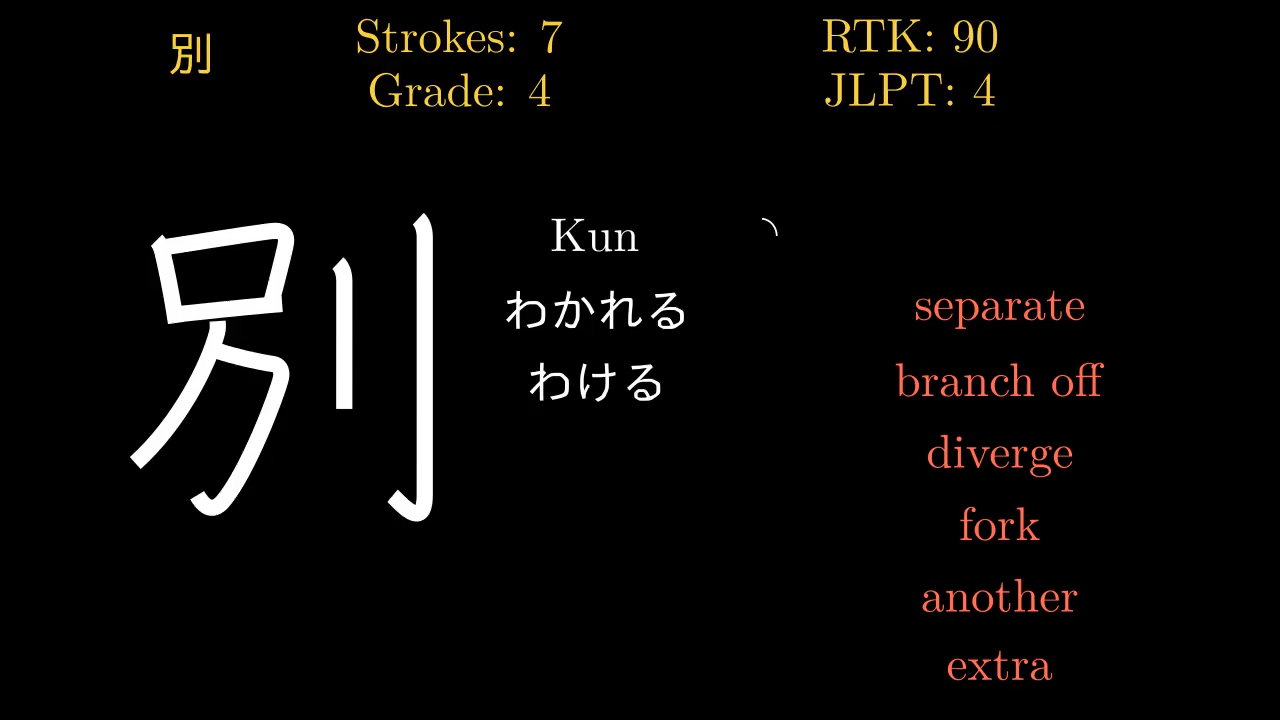 別
Strokes: 7
Grade: 4
RTK: 90
JLPT: 4
別
Kun
わかれる
わける
separate
branch off
diverge
fork
another
extra